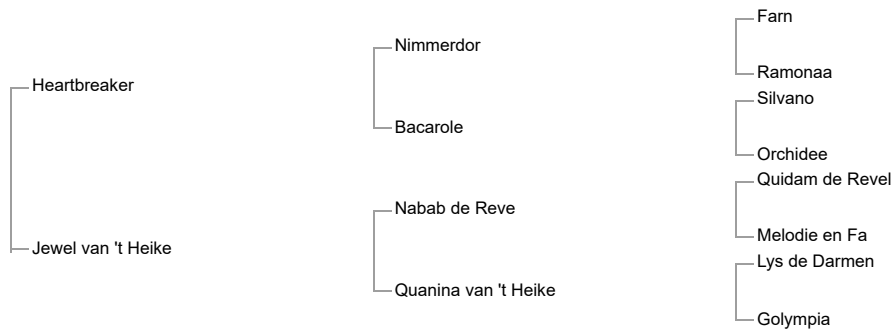 Farn
Nimmerdor
Ramonaa
Heartbreaker
Silvano
Bacarole
Orchidee
Quidam de Revel
Nabab de Reve
Melodie en Fa
Jewel van 't Heike
Lys de Darmen
Quanina van 't Heike
Golympia